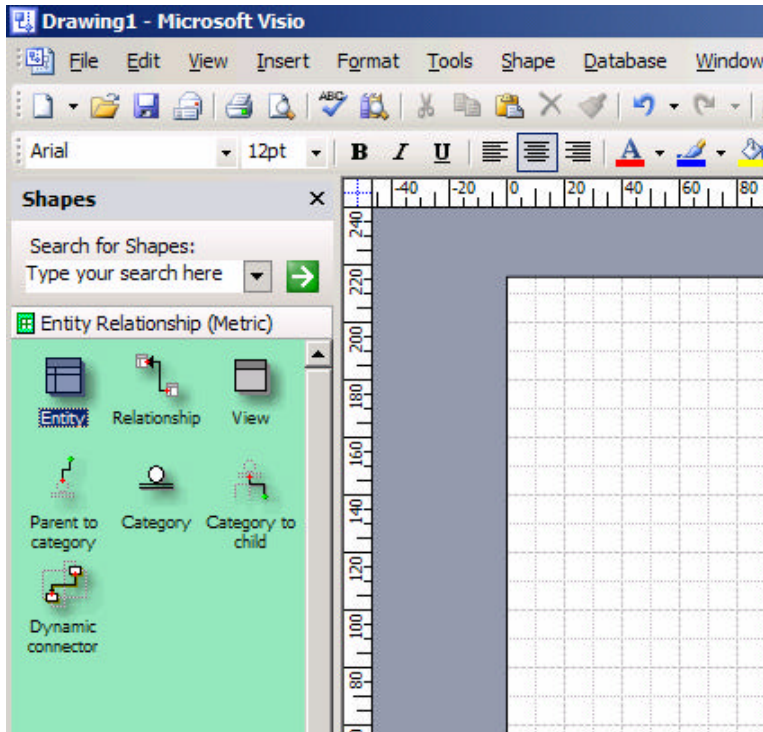 Drawing1 - Microsoft Visio
File Edit View Insert Format Tools Shape Database Window
ABC
Arial 12pt B I U A
Shapes
-40 -20 0 20 40 60 80
Search for Shapes:
Type your search here
Entity Relationship (Metric)
Entity Relationship View
Parent to category Category Category to child
Dynamic connector
240
220
200
180
160
140
120
100
80